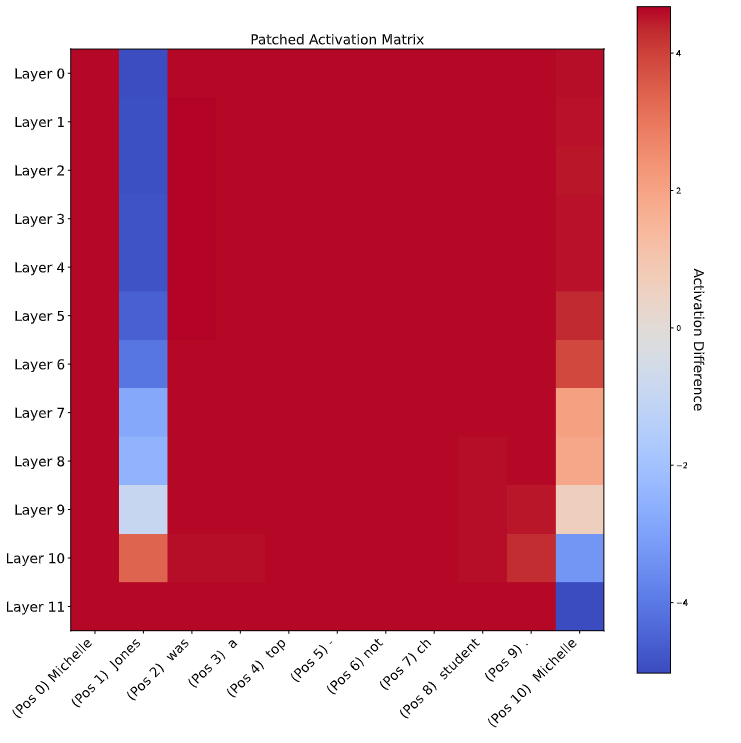 Patched Activation Matrix
Layer 0
Layer 1
Layer 2
Layer 3
Layer 4
Layer 5
Layer 6
Layer 7
Layer 8
Layer 9
Layer 10
Layer 11
(Pos 0) Michelle
(Pos 1)  Jones
(Pos 2)  was
(Pos 3)  a
(Pos 4)  top
(Pos 5) -
(Pos 6) not
(Pos 7) ch
(Pos 8)  student
(Pos 9) .
(Pos 10)  Michelle
4
2
0
−2
−4
Activation Difference